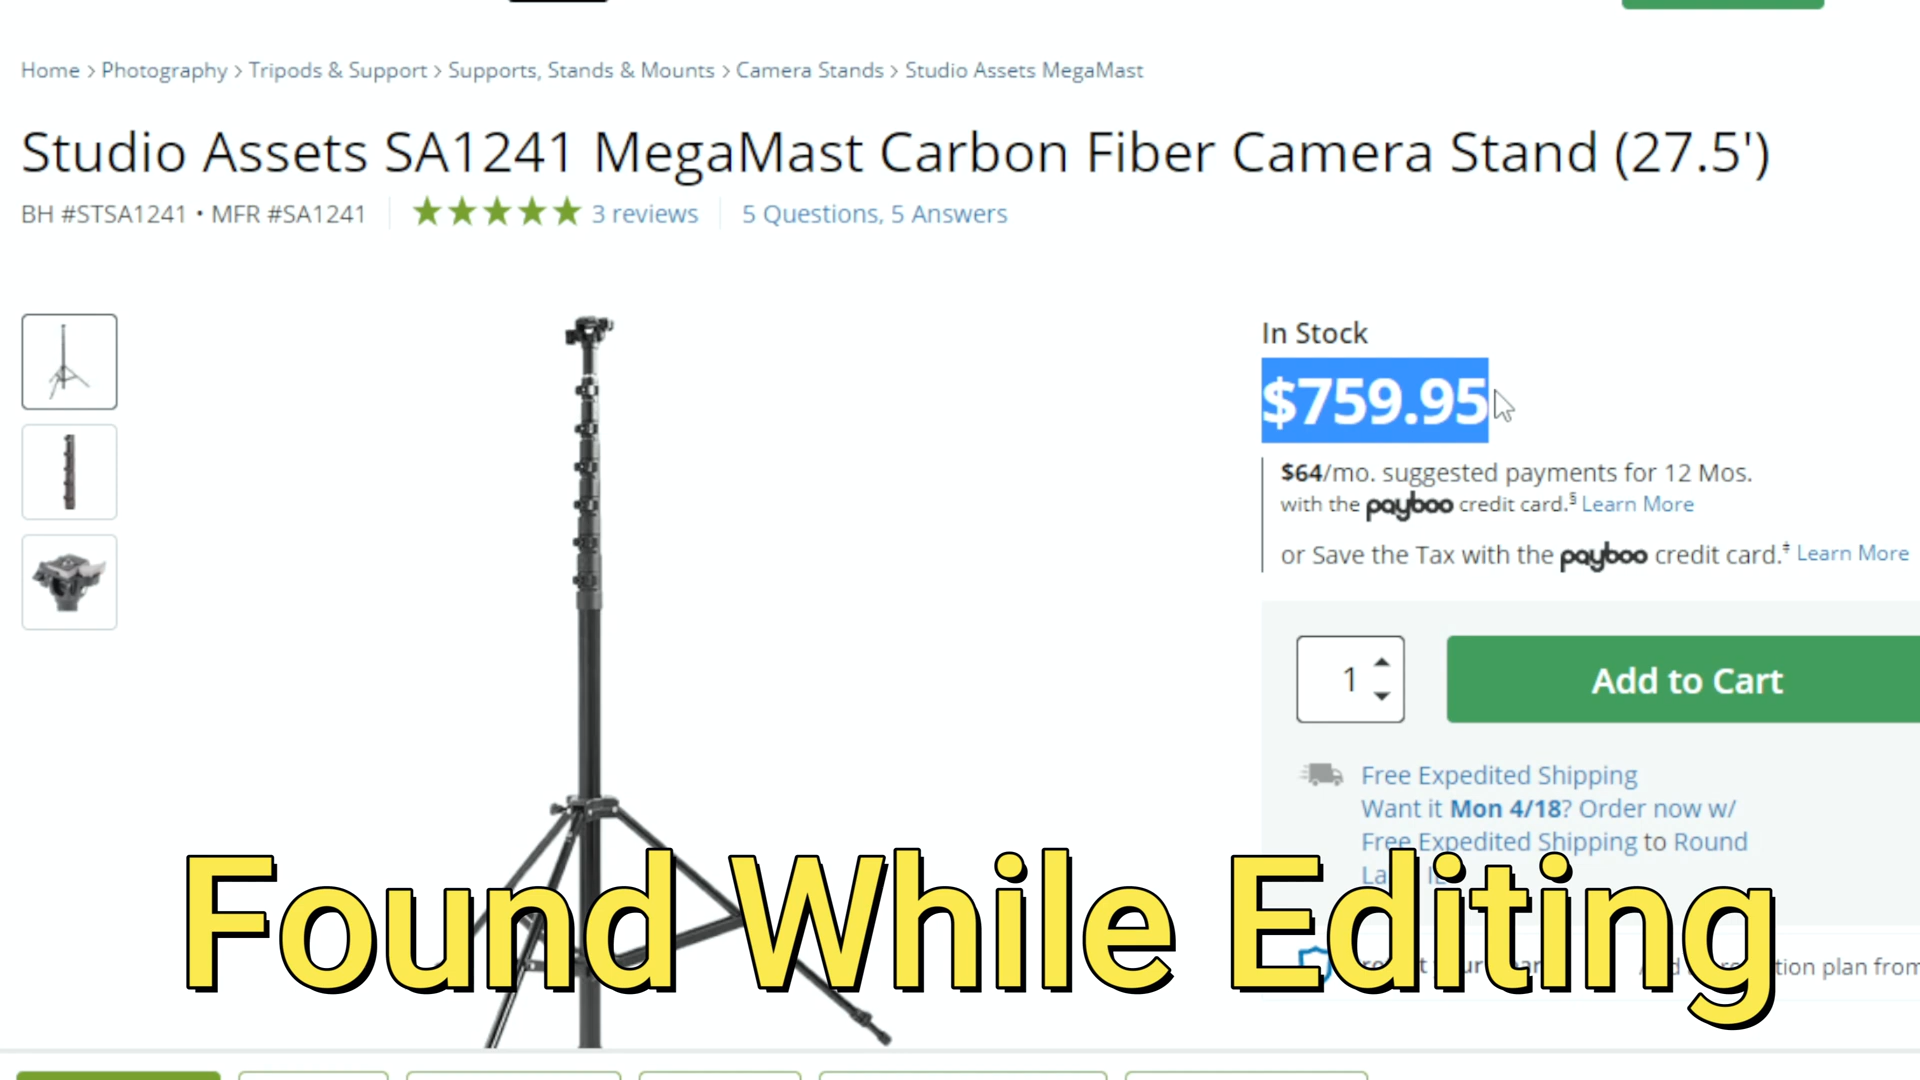 Home > Photography > Tripods & Support > Supports, Stands & Mounts > Camera Stands > Studio Assets MegaMast
Studio Assets SA1241 MegaMast Carbon Fiber Camera Stand (27.5')
BH #STSA1241 • MFR #SA1241
3 reviews
5 Questions, 5 Answers
In Stock
$759.95
$64/mo. suggested payments for 12 Mos.
with the payboo credit card.§ Learn More
or Save the Tax with the payboo credit card.‡ Learn More
1
Add to Cart
Free Expedited Shipping
Want it Mon 4/18? Order now w/
Free Expedited Shipping to Round
Found While Editing
plan from